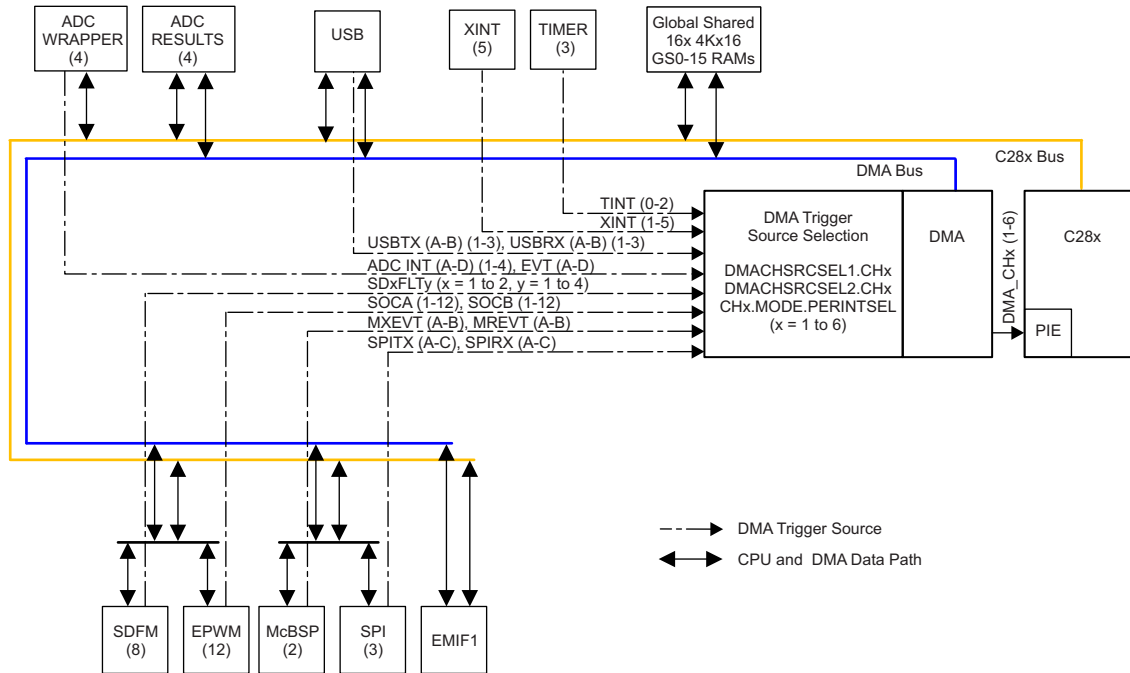 ADC
WRAPPER
(4)
ADC
RESULTS
(4)
USB
XINT
(5)
TIMER
(3)
Global Shared
16x 4Kx16
GS0-15 RAMs
C28x Bus
DMA Bus
TINT (0-2)
XINT (1-5)
USBTX (A-B) (1-3), USBRX (A-B) (1-3)
ADC INT (A-D) (1-4), EVT (A-D)
SDxFLTy (x = 1 to 2, y = 1 to 4)
SOCA (1-12), SOCB (1-12)
MXEVT (A-B), MREVT (A-B)
SPITX (A-C), SPIRX (A-C)
DMA Trigger
Source Selection
DMACHSRCSEL1.CHx
DMACHSRCSEL2.CHx
CHx.MODE.PERINTSEL
(x = 1 to 6)
DMA
DMA_CHx (1-6)
C28x
PIE
DMA Trigger Source
CPU and DMA Data Path
SDFM
(8)
EPWM
(12)
McBSP
(2)
SPI
(3)
EMIF1